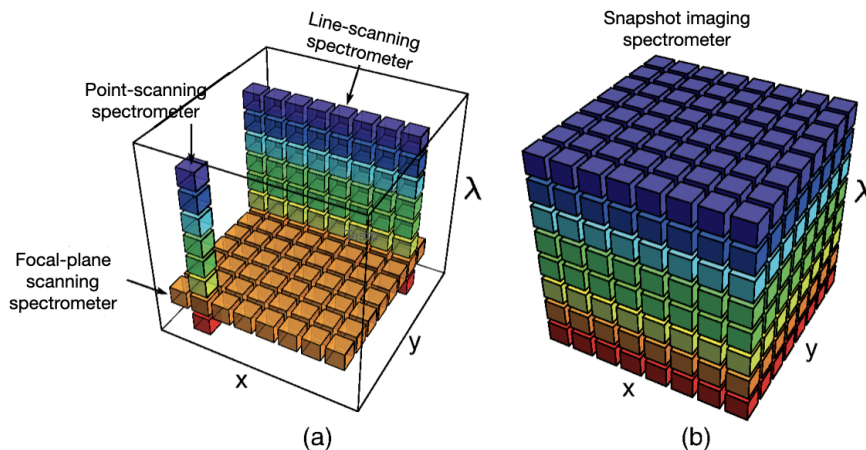 Line-scanning
spectrometer
Point-scanning
spectrometer
Focal-plane
scanning
spectrometer
x
y
λ
(a)
Snapshot imaging
spectrometer
x
y
λ
(b)